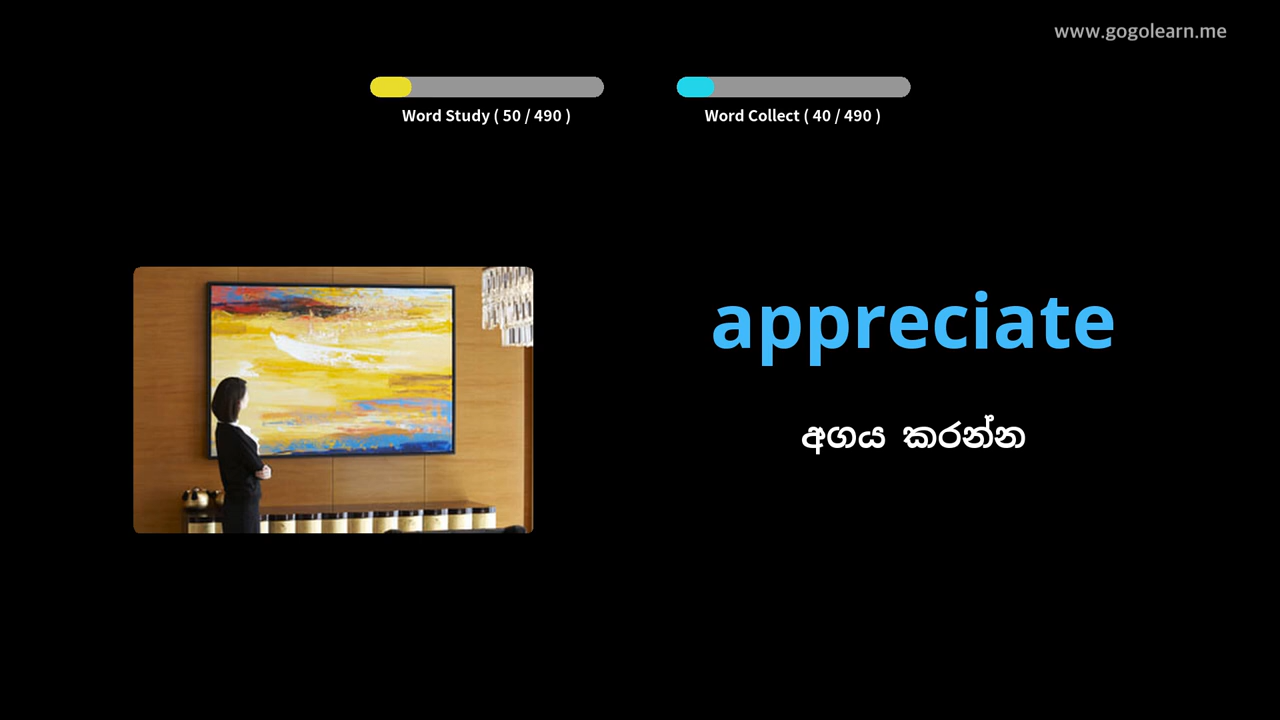 www.gogolearn.me
Word Study ( 50 / 490 )
Word Collect ( 40 / 490 )
appreciate
අගය කරන්න